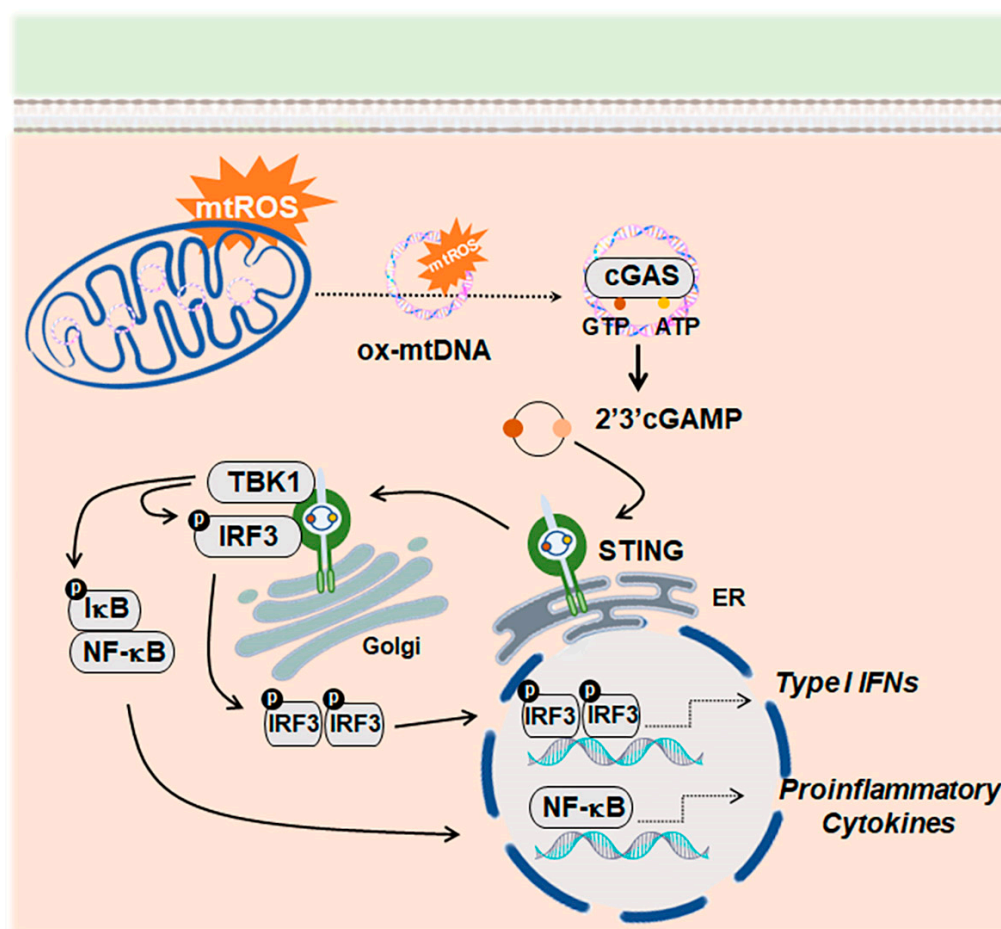 mtROS
mtROS
cGAS
GTP ATP
ox-mtDNA
2’3’cGAMP
TBK1
P
IRF3
STING
ER
P
IκB
NF-κB
Golgi
P P
IRF3 IRF3
P P
IRF3 IRF3
Type I IFNs
NF-κB
Proinflammatory
Cytokines